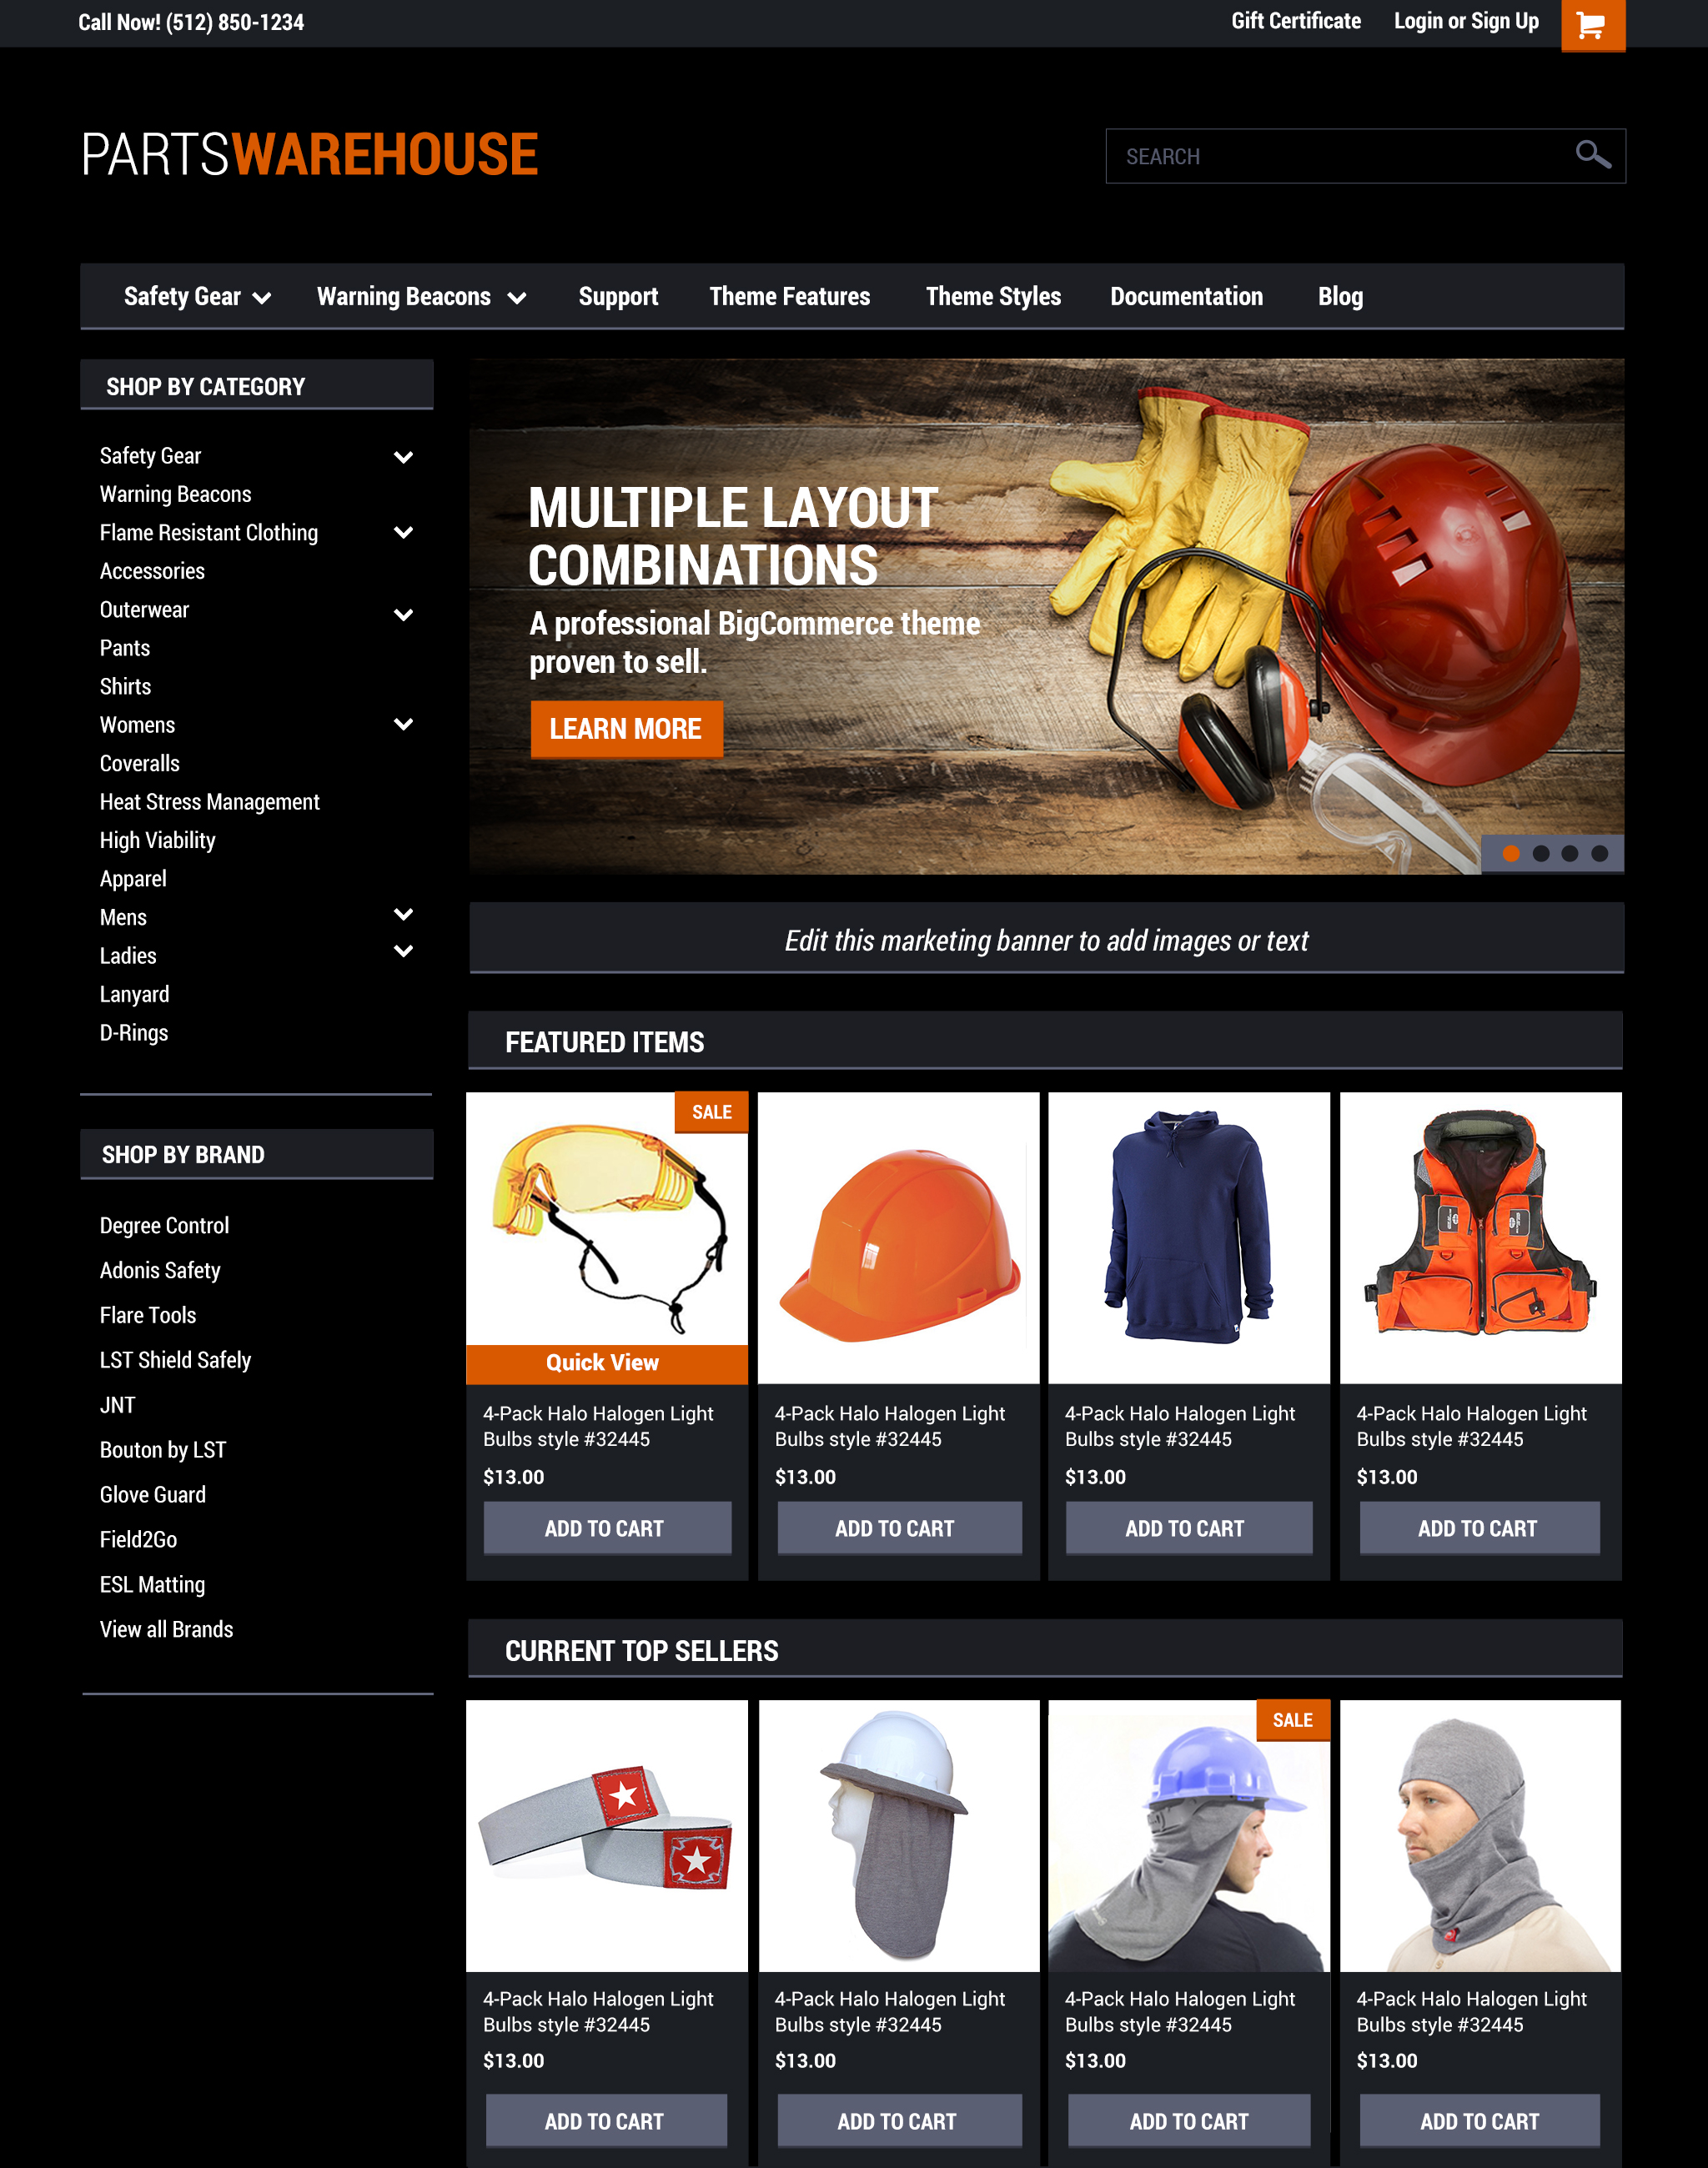 Call Now! (512) 850-1234
Gift Certificate
Login or Sign Up
PARTSWAREHOUSE
SEARCH
Safety Gear
Warning Beacons
Support
Theme Features
Theme Styles
Documentation
Blog
SHOP BY CATEGORY
Safety Gear
Warning Beacons
Flame Resistant Clothing
Accessories
Outerwear
Pants
Shirts
Womens
Coveralls
Heat Stress Management
High Viability
Apparel
Mens
Ladies
Lanyard
D-Rings
SHOP BY BRAND
Degree Control
Adonis Safety
Flare Tools
LST Shield Safely
JNT
Bouton by LST
Glove Guard
Field2Go
ESL Matting
View all Brands
MULTIPLE LAYOUT
COMBINATIONS
A professional BigCommerce theme
proven to sell.
LEARN MORE
Edit this marketing banner to add images or text
FEATURED ITEMS
SALE
Quick View
4-Pack Halo Halogen Light
Bulbs style #32445
$13.00
ADD TO CART
4-Pack Halo Halogen Light
Bulbs style #32445
$13.00
ADD TO CART
4-Pack Halo Halogen Light
Bulbs style #32445
$13.00
ADD TO CART
4-Pack Halo Halogen Light
Bulbs style #32445
$13.00
ADD TO CART
CURRENT TOP SELLERS
4-Pack Halo Halogen Light
Bulbs style #32445
$13.00
ADD TO CART
4-Pack Halo Halogen Light
Bulbs style #32445
$13.00
ADD TO CART
SALE
4-Pack Halo Halogen Light
Bulbs style #32445
$13.00
ADD TO CART
4-Pack Halo Halogen Light
Bulbs style #32445
$13.00
ADD TO CART